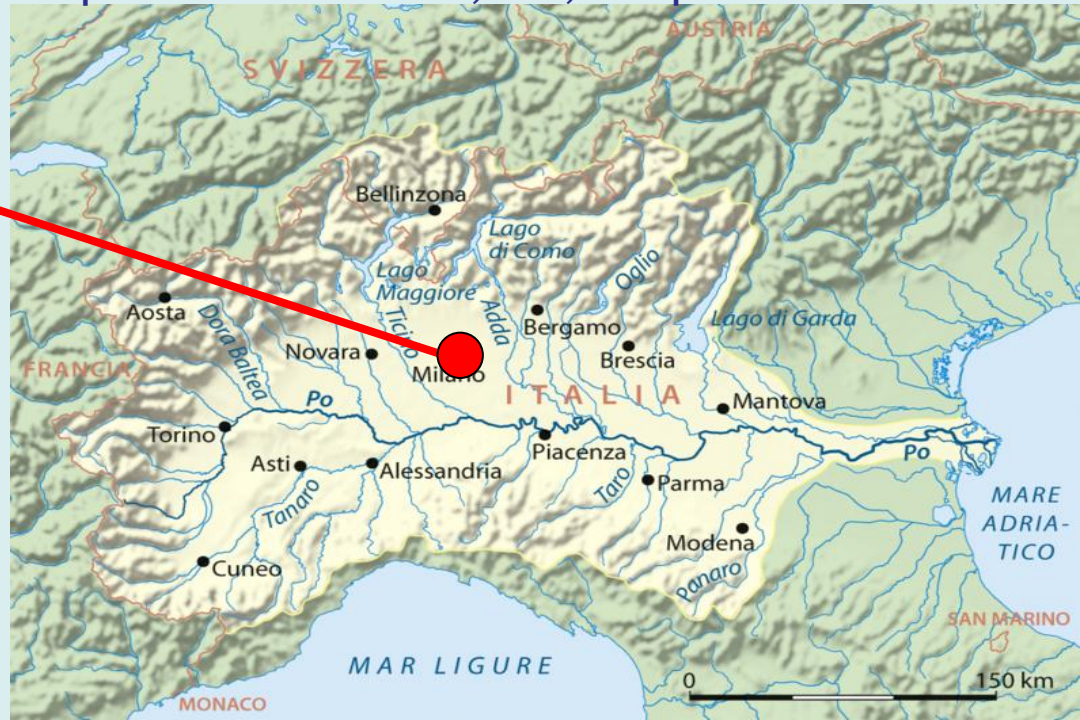 AUSTRIA
SVIZZERA
Bellinzona
Lago
di Como
Lago
Maggiore
Oglio
Aosta
Dora Baltea
Ticino
Adda
Bergamo
Lago di Garda
Novara
Milano
Brescia
FRANCIA
ITALIA
Po
Mantova
Torino
Piacenza
Po
Asti
Alessandria
Taro
Parma
Tanaro
MARE
ADRIA-
TICO
Modena
Cuneo
Panaro
SAN MARINO
MAR LIGURE
0 150 km
MONACO